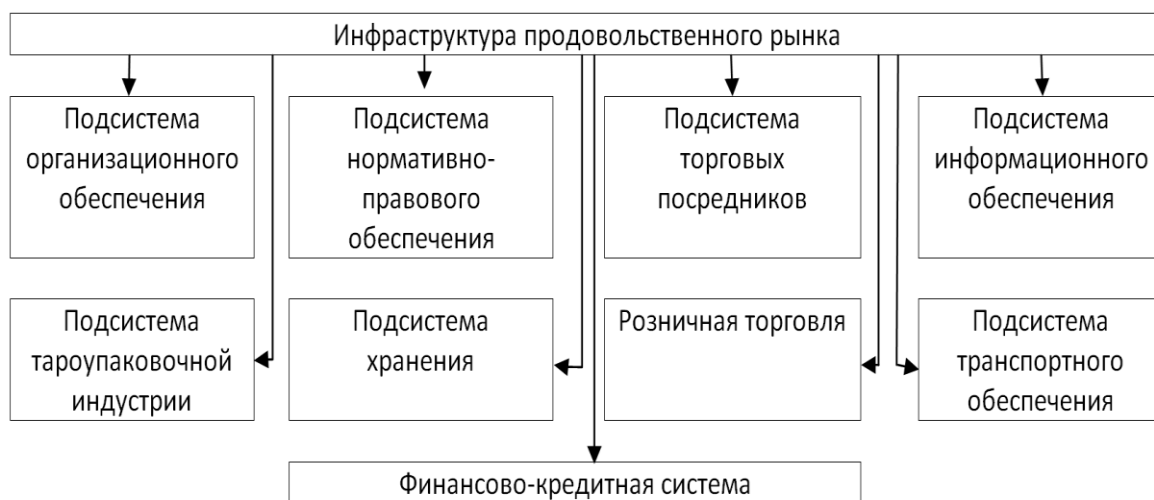 Инфраструктура продовольственного рынка
Подсистема
организационного
обеспечения
Подсистема
нормативно-
правового
обеспечения
Подсистема
торговых
посредников
Подсистема
информационного
обеспечения
Подсистема
тароупаковочной
индустрии
Подсистема
хранения
Розничная торговля
Подсистема
транспортного
обеспечения
Финансово-кредитная система